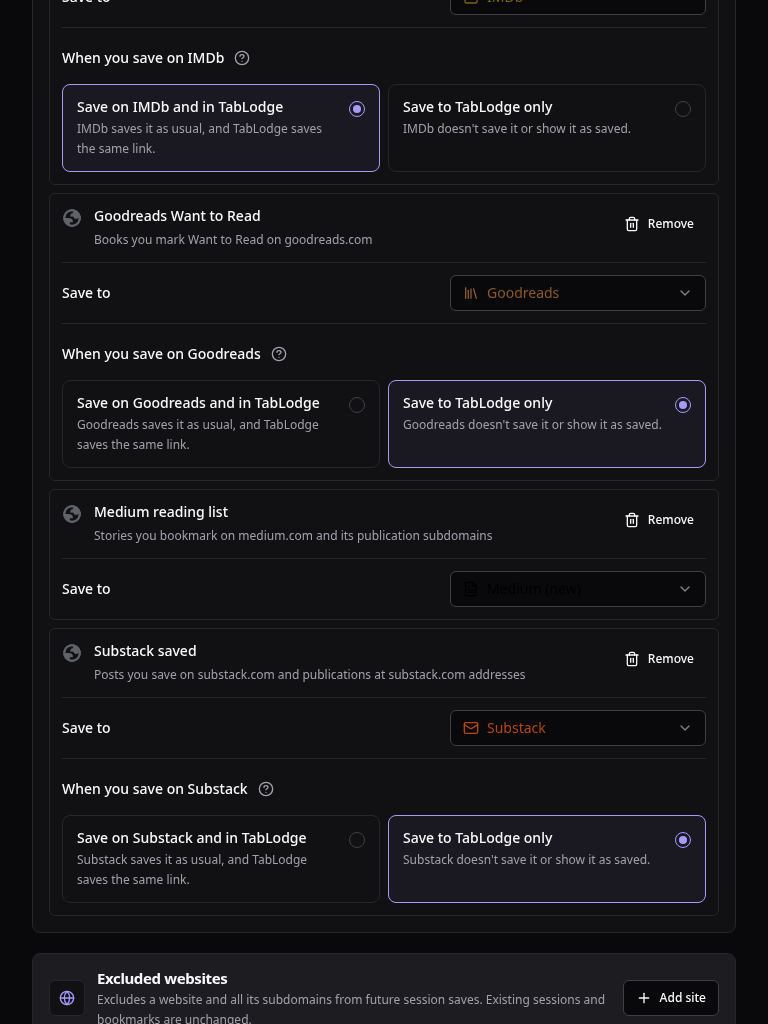 Save to
IMDb
When you save on IMDb
Save on IMDb and in TabLodge
IMDb saves it as usual, and TabLodge saves
the same link.
Save to TabLodge only
IMDb doesn't save it or show it as saved.
Goodreads Want to Read
Books you mark Want to Read on goodreads.com
Remove
Save to
Goodreads
When you save on Goodreads
Save on Goodreads and in TabLodge
Goodreads saves it as usual, and TabLodge
saves the same link.
Save to TabLodge only
Goodreads doesn't save it or show it as saved.
Medium reading list
Stories you bookmark on medium.com and its publication subdomains
Remove
Save to
Medium (new)
Substack saved
Posts you save on substack.com and publications at substack.com addresses
Remove
Save to
Substack
When you save on Substack
Save on Substack and in TabLodge
Substack saves it as usual, and TabLodge
saves the same link.
Save to TabLodge only
Substack doesn't save it or show it as saved.
Excluded websites
Excludes a website and all its subdomains from future session saves. Existing sessions and
bookmarks are unchanged.
Add site